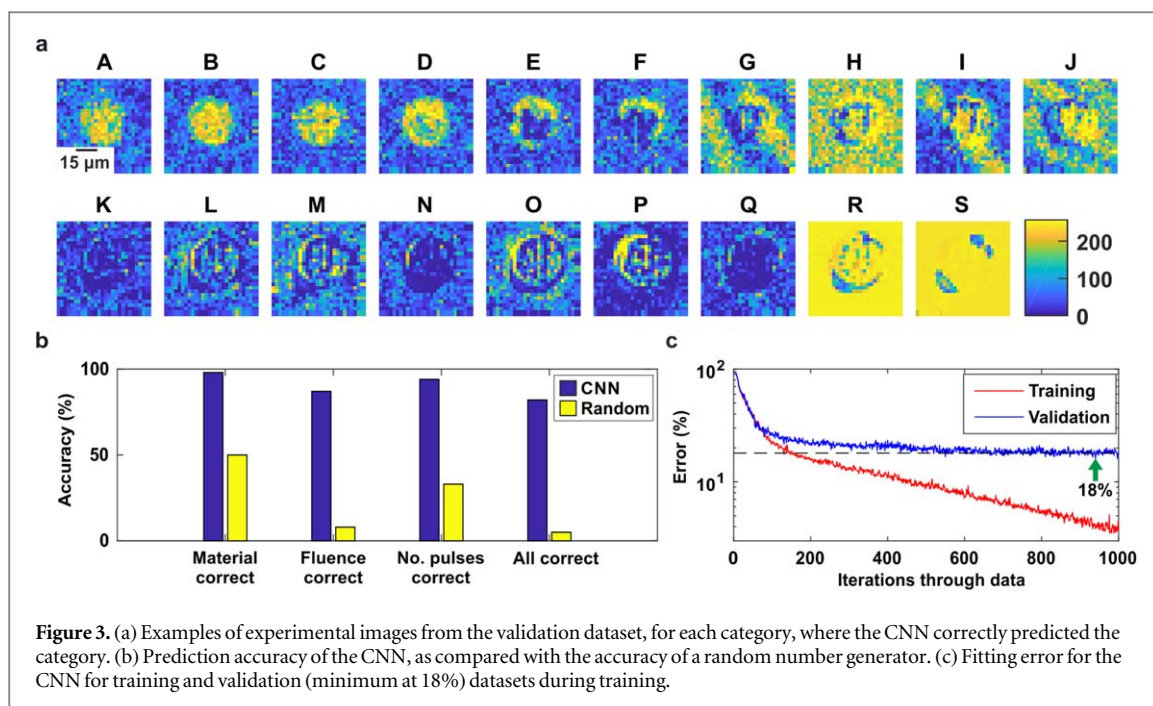 a
A B C D E F G H I J
15 µm
K L M N O P Q R S
200
100
0
b
100
50
0
Accuracy (%)
CNN
Random
Material correct
Fluence correct
No. pulses correct
All correct
c
10²
10¹
Error (%)
Training
Validation
18%
0 200 400 600 800 1000
Iterations through data
Figure 3. (a) Examples of experimental images from the validation dataset, for each category, where the CNN correctly predicted the
category. (b) Prediction accuracy of the CNN, as compared with the accuracy of a random number generator. (c) Fitting error for the
CNN for training and validation (minimum at 18%) datasets during training.